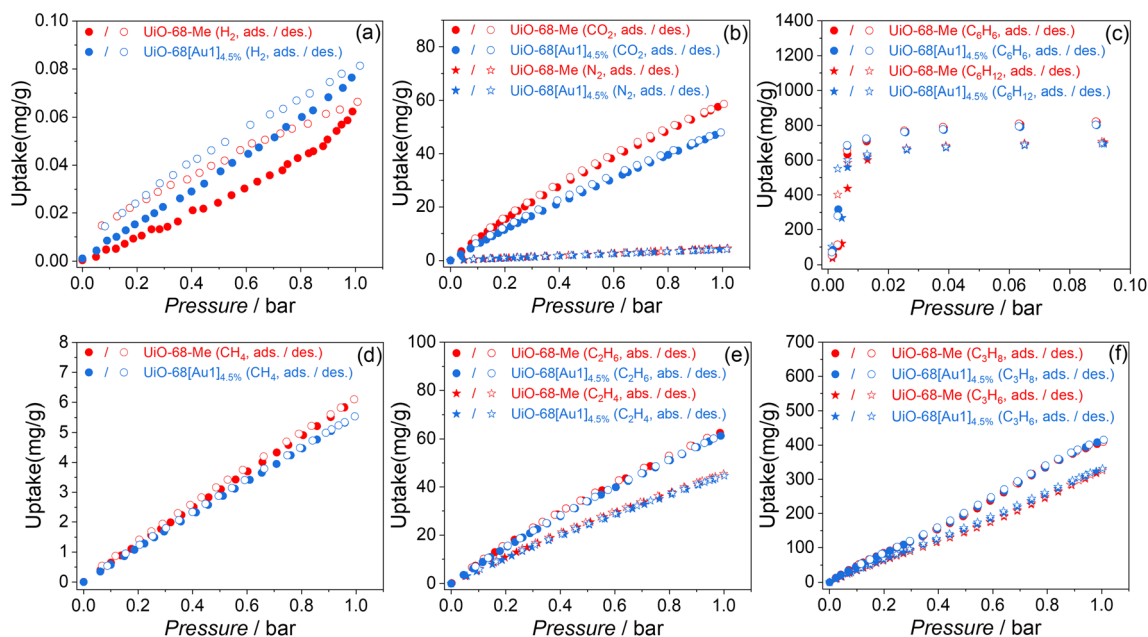 (a)
● / ○ UiO-68-Me (H₂, ads. / des.)
● / ○ UiO-68[Au1]₄.₅% (H₂, ads. / des.)
Uptake(mg/g)
0.10
0.08
0.06
0.04
0.02
0.00
0.0 0.2 0.4 0.6 0.8 1.0
Pressure / bar
(b)
● / ○ UiO-68-Me (CO₂, ads. / des.)
● / ○ UiO-68[Au1]₄.₅% (CO₂, ads. / des.)
★ / ☆ UiO-68-Me (N₂, ads. / des.)
★ / ☆ UiO-68[Au1]₄.₅% (N₂, ads. / des.)
Uptake(mg/g)
80
60
40
20
0
0.0 0.2 0.4 0.6 0.8 1.0
Pressure / bar
(c)
● / ○ UiO-68-Me (C₆H₆, ads. / des.)
● / ○ UiO-68[Au1]₄.₅% (C₆H₆, ads. / des.)
★ / ☆ UiO-68-Me (C₆H₁₂, ads. / des.)
★ / ☆ UiO-68[Au1]₄.₅% (C₆H₁₂, ads. / des.)
Uptake(mg/g)
1400
1200
1000
800
600
400
200
0
0.00 0.02 0.04 0.06 0.08 0.10
Pressure / bar
(d)
● / ○ UiO-68-Me (CH₄, ads. / des.)
● / ○ UiO-68[Au1]₄.₅% (CH₄, ads. / des.)
Uptake(mg/g)
8
7
6
5
4
3
2
1
0
0.0 0.2 0.4 0.6 0.8 1.0
Pressure / bar
(e)
● / ○ UiO-68-Me (C₂H₆, abs. / des.)
● / ○ UiO-68[Au1]₄.₅% (C₂H₆, abs. / des.)
★ / ☆ UiO-68-Me (C₂H₄, abs. / des.)
★ / ☆ UiO-68[Au1]₄.₅% (C₂H₄, abs. / des.)
Uptake(mg/g)
100
80
60
40
20
0
0.0 0.2 0.4 0.6 0.8 1.0
Pressure / bar
(f)
● / ○ UiO-68-Me (C₃H₈, ads. / des.)
● / ○ UiO-68[Au1]₄.₅% (C₃H₈, ads. / des.)
★ / ☆ UiO-68-Me (C₃H₆, ads. / des.)
★ / ☆ UiO-68[Au1]₄.₅% (C₃H₆, ads. / des.)
Uptake(mg/g)
700
600
500
400
300
200
100
0
0.0 0.2 0.4 0.6 0.8 1.0
Pressure / bar